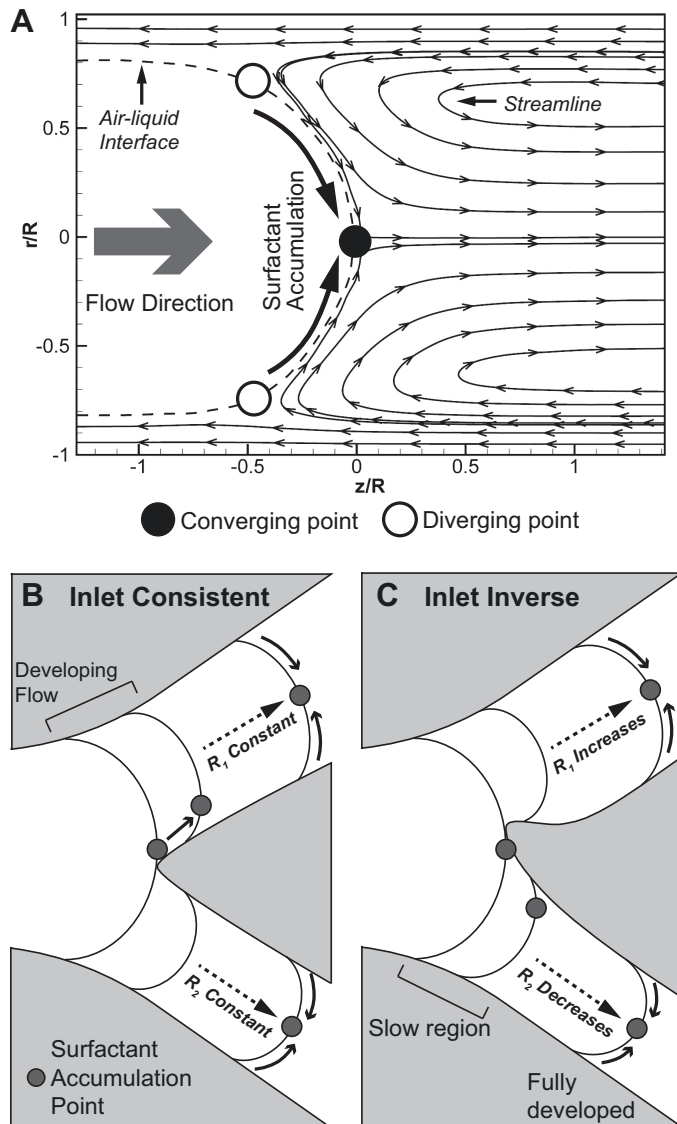 A
1
0.5
0
-0.5
-1
r/R
-1
-0.5
0
0.5
1
z/R
Air-liquid
Interface
Streamline
Surfactant
Accumulation
Flow Direction
Converging point
Diverging point
B Inlet Consistent
Developing
Flow
R1 Constant
R2 Constant
Surfactant
Accumulation
Point
C Inlet Inverse
R1 Increases
R2 Decreases
Slow region
Fully
developed